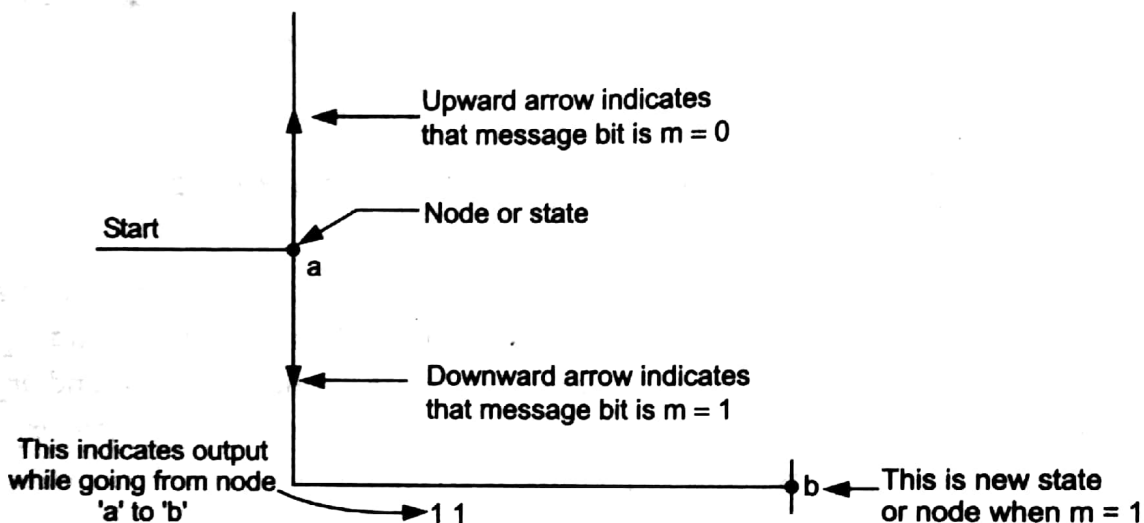 Upward arrow indicates
that message bit is m = 0
Start
Node or state
a
Downward arrow indicates
that message bit is m = 1
This indicates output
while going from node
'a' to 'b'
1 1
b
This is new state
or node when m = 1